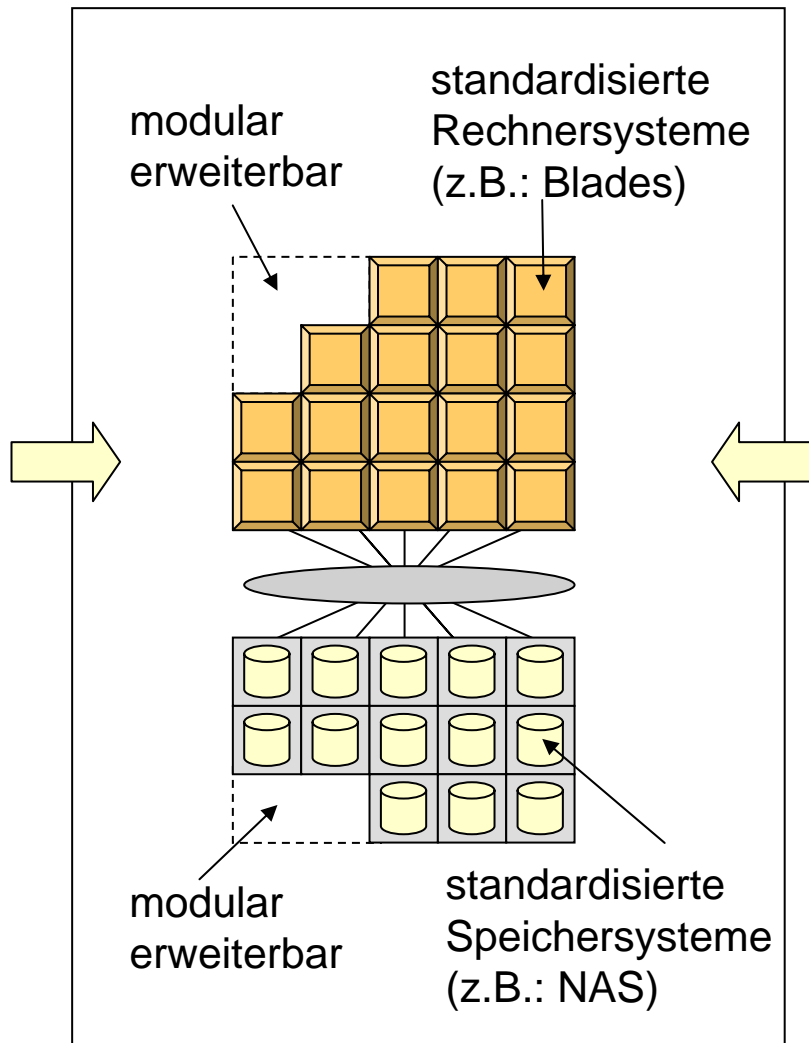 modular
erweiterbar
standardisierte
Rechnersysteme
(z.B.: Blades)
modular
erweiterbar
standardisierte
Speichersysteme
(z.B.: NAS)